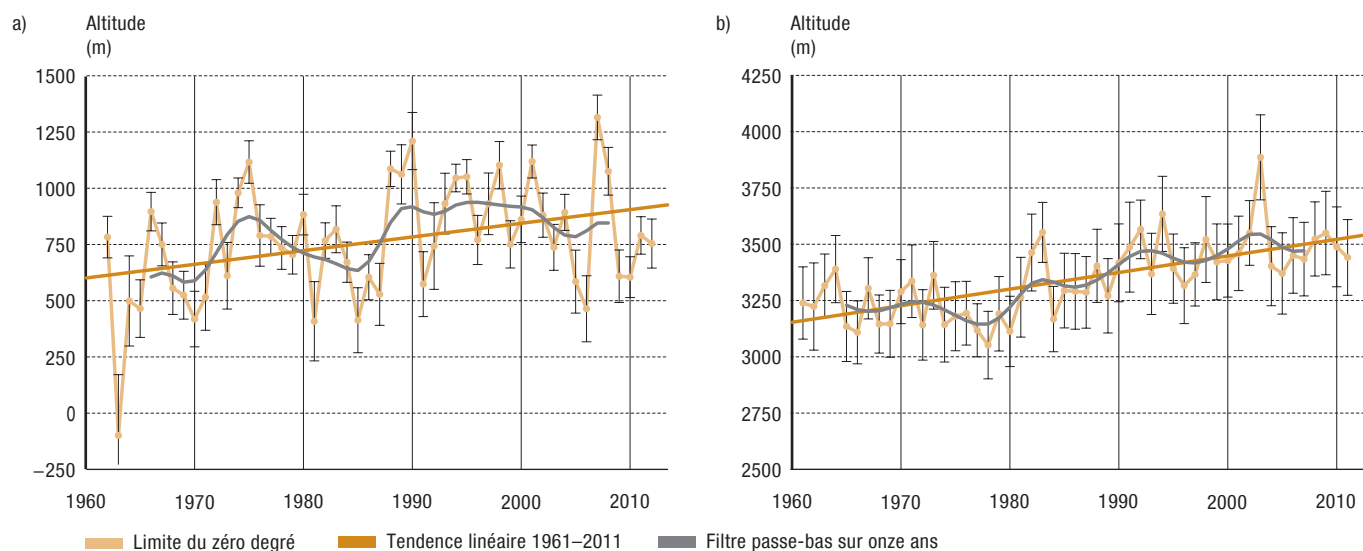 a)
Altitude
(m)
1500
1250
1000
750
500
250
0
–250
1960 1970 1980 1990 2000 2010
b)
Altitude
(m)
4250
4000
3750
3500
3250
3000
2750
2500
1960 1970 1980 1990 2000 2010
Limite du zéro degré Tendence linéaire 1961–2011 Filtre passe-bas sur onze ans